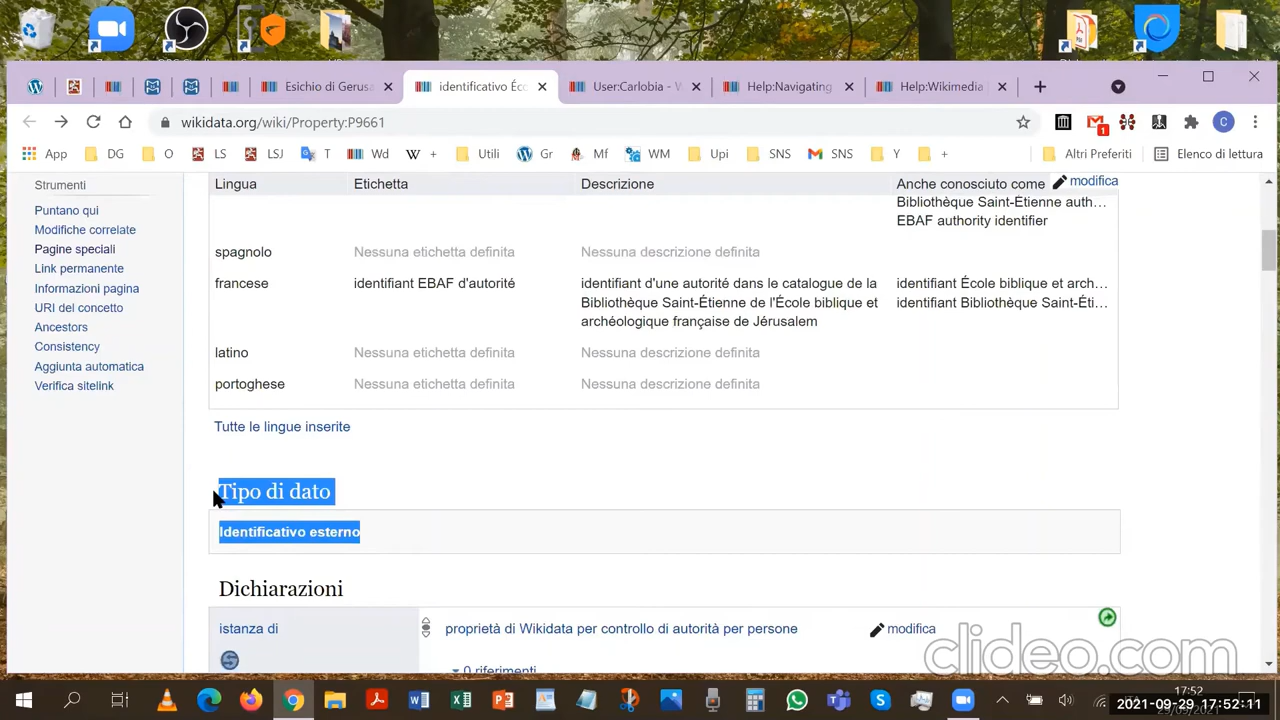 Esichio di Gerusa
identificativo Éco
User:Carlobia - W
Help:Navigating
Help:Wikimedia
wikidata.org/wiki/Property:P9661
App
DG
O
LS
LSJ
T
Wd
+
Utili
Gr
Mf
WM
Upi
SNS
SNS
Y
+
Altri Preferiti
Elenco di lettura
Strumenti
Puntano qui
Modifiche correlate
Pagine speciali
Link permanente
Informazioni pagina
URI del concetto
Ancestors
Consistency
Aggiunta automatica
Verifica sitelink
Lingua Etichetta Descrizione Anche conosciuto come modifica
Bibliothèque Saint-Étienne auth…
EBAF authority identifier
spagnolo Nessuna etichetta definita Nessuna descrizione definita
francese identifiant EBAF d'autorité identifiant d'une autorité dans le catalogue de la identifiant École biblique et arch…
Bibliothèque Saint-Étienne de l'École biblique et identifiant Bibliothèque Saint-Éti…
archéologique française de Jérusalem
latino Nessuna etichetta definita Nessuna descrizione definita
portoghese Nessuna etichetta definita Nessuna descrizione definita
Tutte le lingue inserite
Tipo di dato
Identificativo esterno
Dichiarazioni
istanza di proprietà di Wikidata per controllo di autorità per persone modifica
0 riferimenti
clideo.com
17:52
2021-09-29 17:52:11